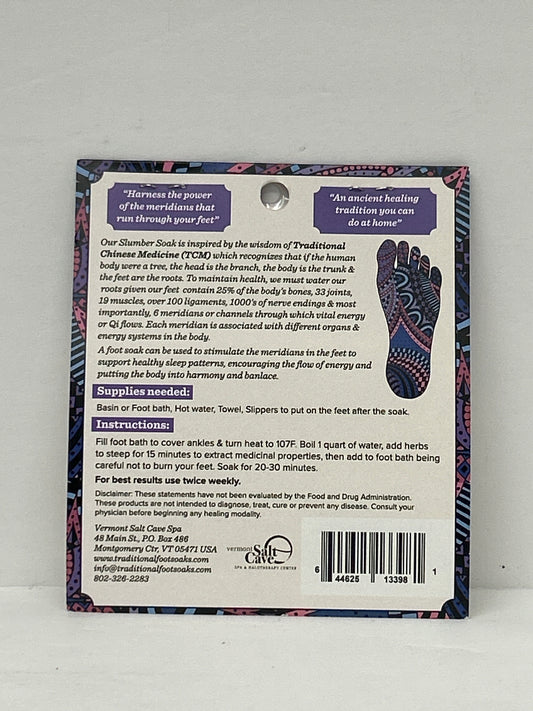 "Harness the power
of the meridians that
run through your feet"
"An ancient healing
tradition you can
do at home"
Our Slumber Soak is inspired by the wisdom of Traditional
Chinese Medicine (TCM) which recognizes that if the human
body were a tree, the head is the branch, the body is the trunk &
the feet are the roots. To maintain health, we must water our
roots given our feet contain 25% of the body's bones, 33 joints,
19 muscles, over 100 ligaments, 1000's of nerve endings & most
importantly, 6 meridians or channels through which vital energy
or Qi flows. Each meridian is associated with different organs &
energy systems in the body.
A foot soak can be used to stimulate the meridians in the feet to
support healthy sleep patterns, encouraging the flow of energy and
putting the body into harmony and banlace.
Supplies needed:
Basin or Foot bath, Hot water, Towel, Slippers to put on the feet after the soak.
Instructions:
Fill foot bath to cover ankles & turn heat to 107F. Boil 1 quart of water, add herbs
to steep for 15 minutes to extract medicinal properties, then add to foot bath being
careful not to burn your feet. Soak for 20-30 minutes.
For best results use twice weekly.
Disclaimer: These statements have not been evaluated by the Food and Drug Administration.
These products are not intended to diagnose, treat, cure or prevent any disease. Consult your
physician before beginning any healing modality.
Vermont Salt Cave Spa
48 Main St., P.O. Box 486
Montgomery Ctr, VT 05471 USA
www.traditionalfootsoaks.com
info@traditionalfootsoaks.com
802-326-2283
vermont Salt
Cave
SPA & HALOTHERAPY CENTER
6 44625 13398 1